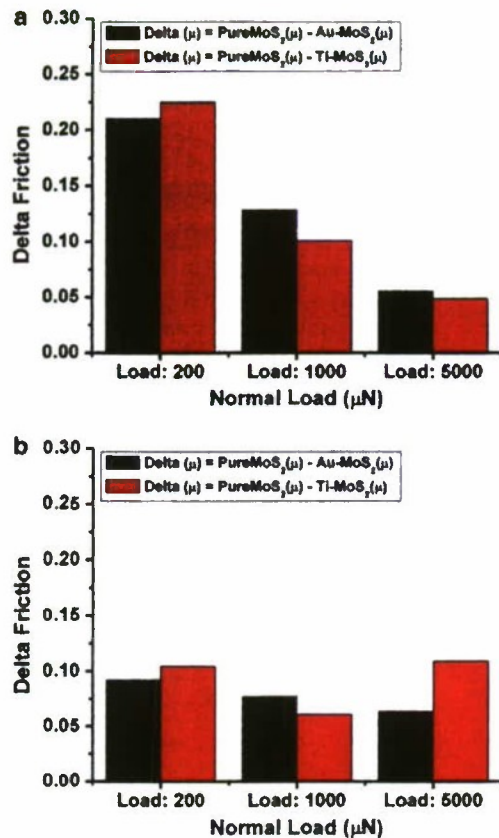 a
Delta (μ) = PureMoS₂(μ) - Au-MoS₂(μ)
Delta (μ) = PureMoS₂(μ) - Ti-MoS₂(μ)
0.30
0.25
0.20
0.15
0.10
0.05
0.00
Delta Friction
Load: 200 Load: 1000 Load: 5000
Normal Load (μN)
b
Delta (μ) = PureMoS₂(μ) - Au-MoS₂(μ)
Delta (μ) = PureMoS₂(μ) - Ti-MoS₂(μ)
0.30
0.25
0.20
0.15
0.10
0.05
0.00
Delta Friction
Load: 200 Load: 1000 Load: 5000
Normal Load (μN)